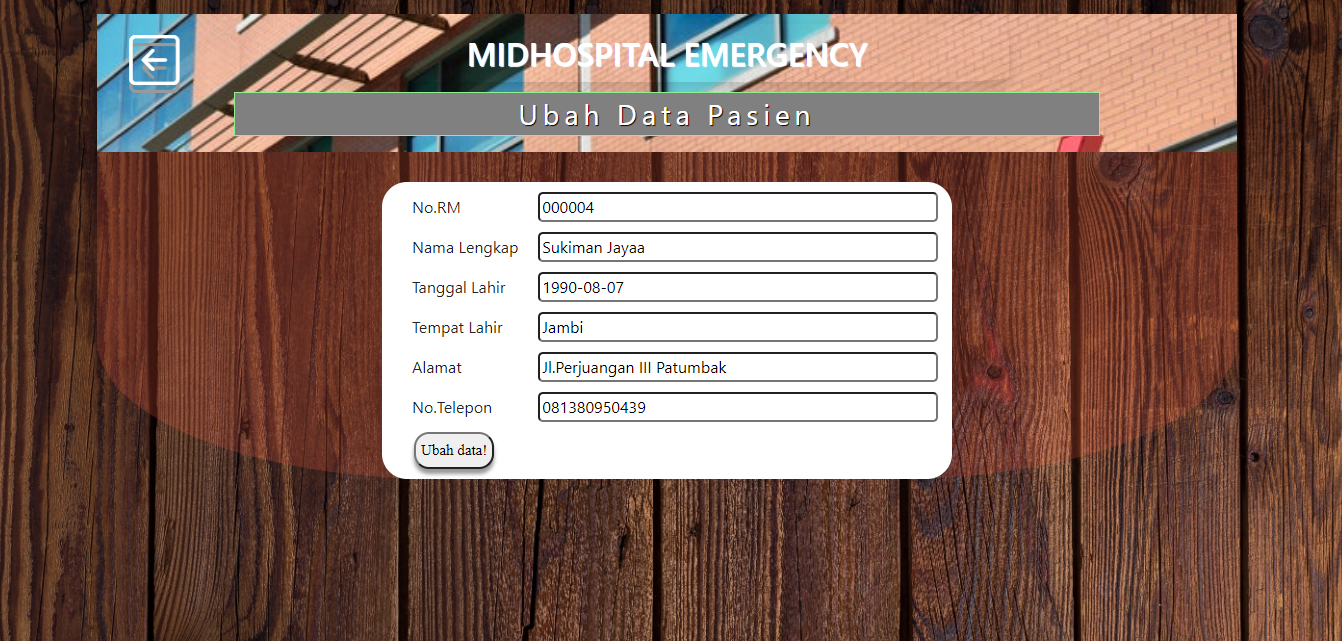 MIDHOSPITAL EMERGENCY
Ubah Data Pasien
No.RM 000004
Nama Lengkap Sukiman Jayaa
Tanggal Lahir 1990-08-07
Tempat Lahir Jambi
Alamat Jl.Perjuangan III Patumbak
No.Telepon 081380950439
Ubah data!